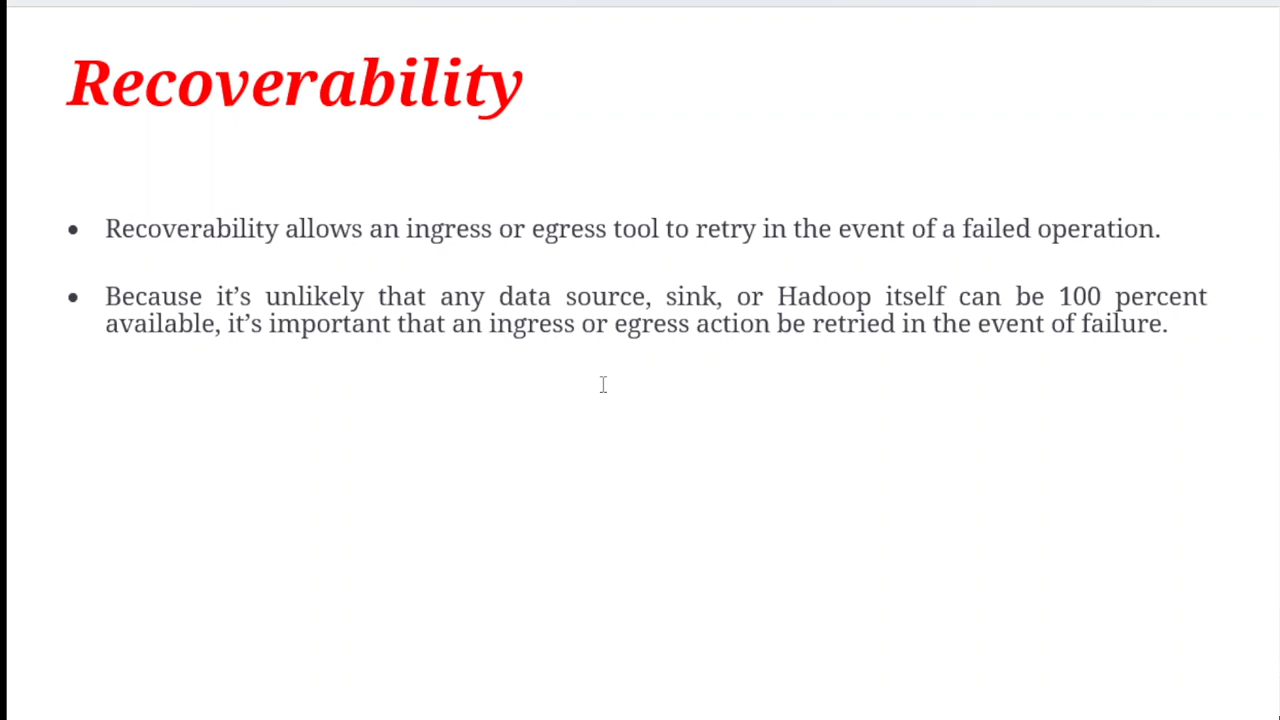 Recoverability
• Recoverability allows an ingress or egress tool to retry in the event of a failed operation.
• Because it’s unlikely that any data source, sink, or Hadoop itself can be 100 percent
available, it’s important that an ingress or egress action be retried in the event of failure.